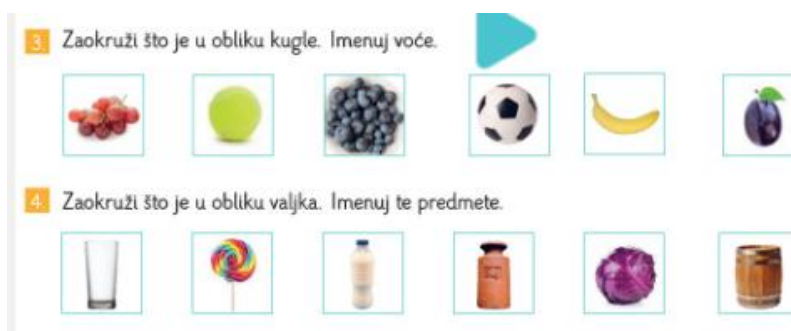 3. Zaokruži što je u obliku kugle. Imenuj voće.
4. Zaokruži što je u obliku valjka. Imenuj te predmete.